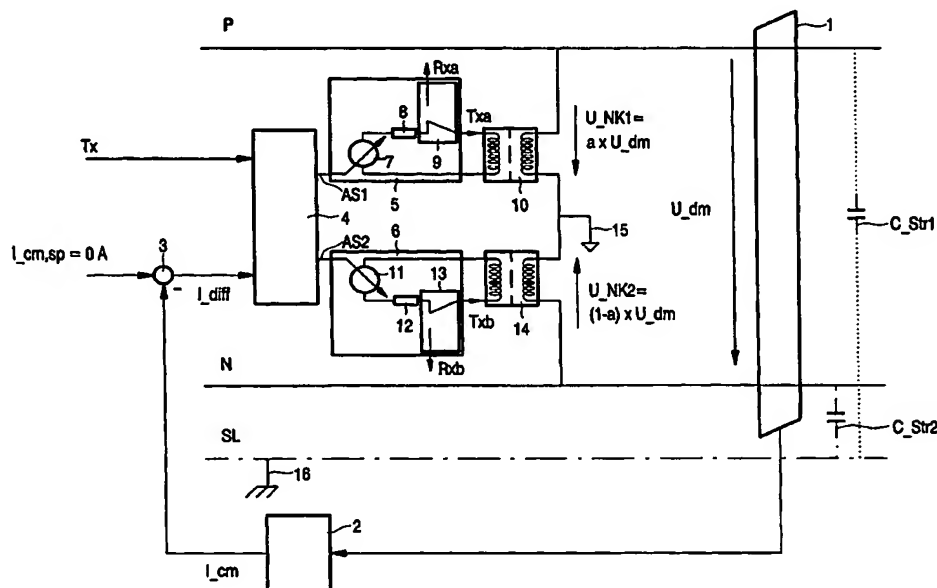 P
1
Rxa
8
Txa
U_NK1=
a x U_dm
Tx
7
9
10
AS1
5
4
U_dm
C_Str1
15
AS2
6
I_cm,sp = 0 A
3
11
13
-
I_diff
12
Txb
14
U_NK2=
(1-a) x U_dm
Rxb
N
C_Str2
SL
16
2
I_cm